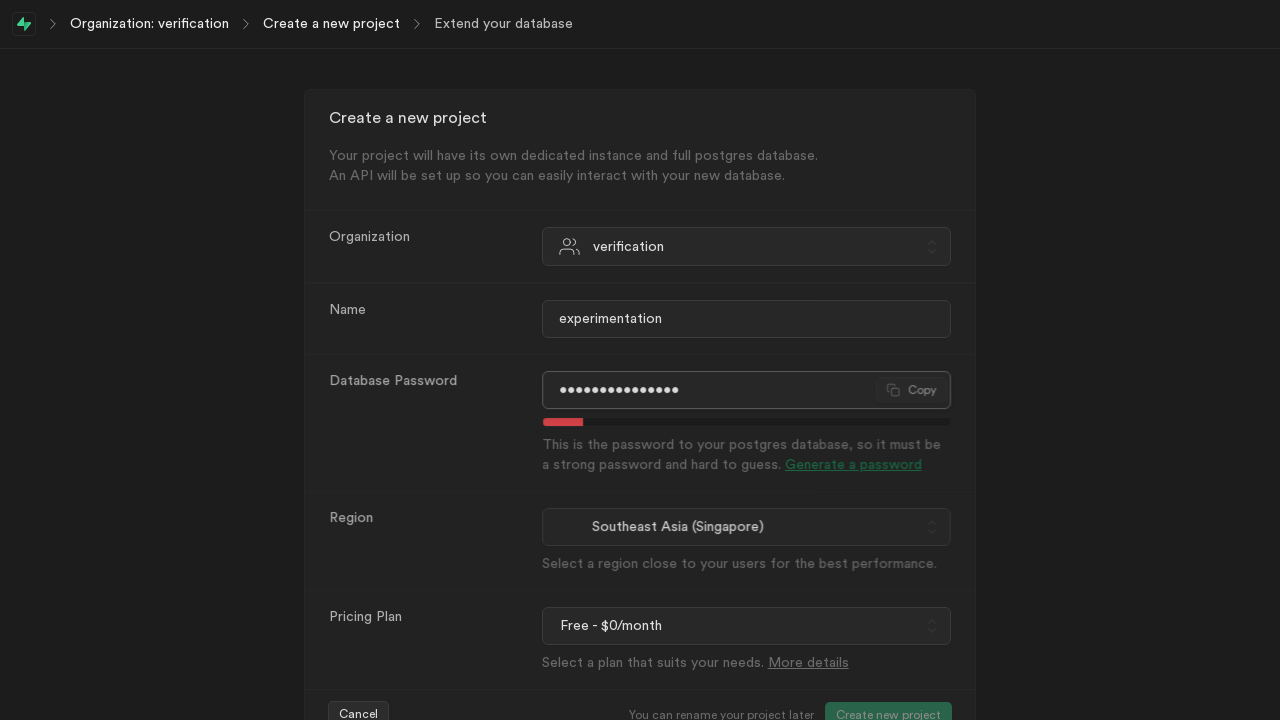 Organization: verification
Create a new project
Extend your database
Create a new project
Your project will have its own dedicated instance and full postgres database.
An API will be set up so you can easily interact with your new database.
Organization
verification
Name
experimentation
Database Password
•••••••••••••••
Copy
This is the password to your postgres database, so it must be
a strong password and hard to guess. Generate a password
Region
Southeast Asia (Singapore)
Select a region close to your users for the best performance.
Pricing Plan
Free - $0/month
Select a plan that suits your needs. More details
Cancel
You can rename your project later
Create new project